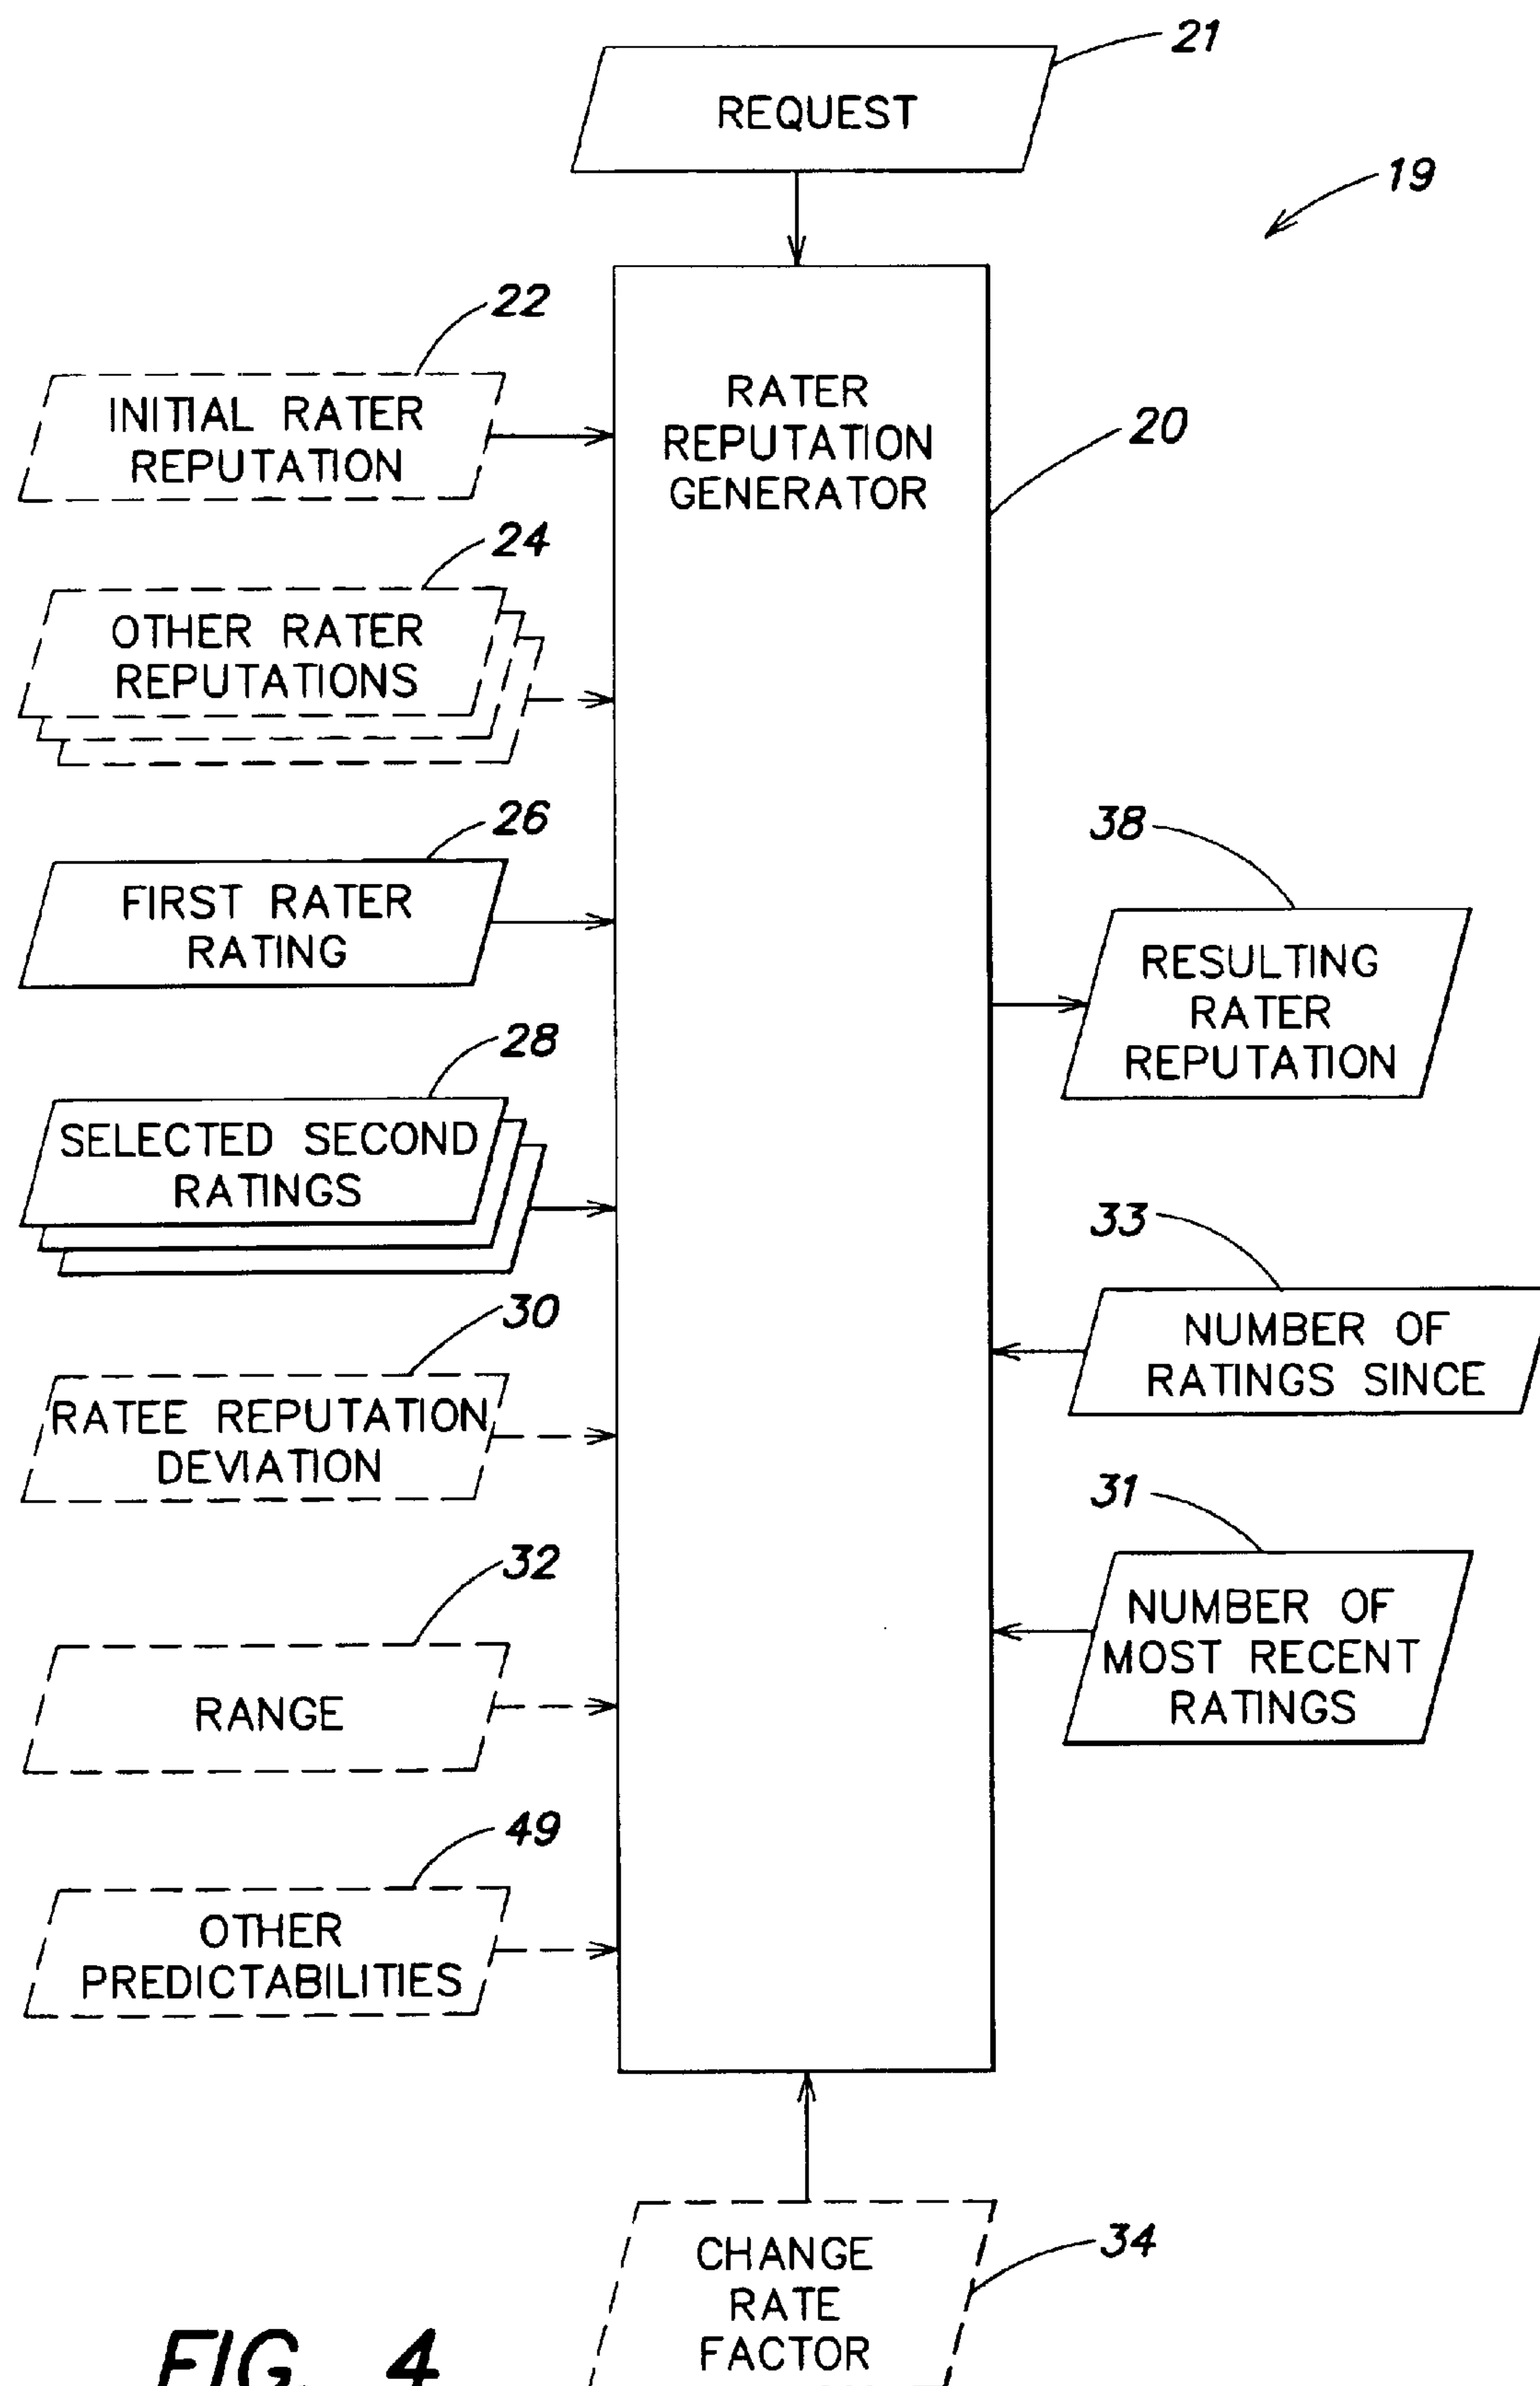 21
REQUEST
19
22
INITIAL RATER
REPUTATION
RATER
REPUTATION
GENERATOR
20
24
OTHER RATER
REPUTATIONS
26
FIRST RATER
RATING
38
RESULTING
RATER
REPUTATION
28
SELECTED SECOND
RATINGS
33
NUMBER OF
RATINGS SINCE
30
RATEE REPUTATION
DEVIATION
31
NUMBER OF
MOST RECENT
RATINGS
32
RANGE
49
OTHER
PREDICTABILITIES
34
CHANGE
RATE
FACTOR
FIG. 4